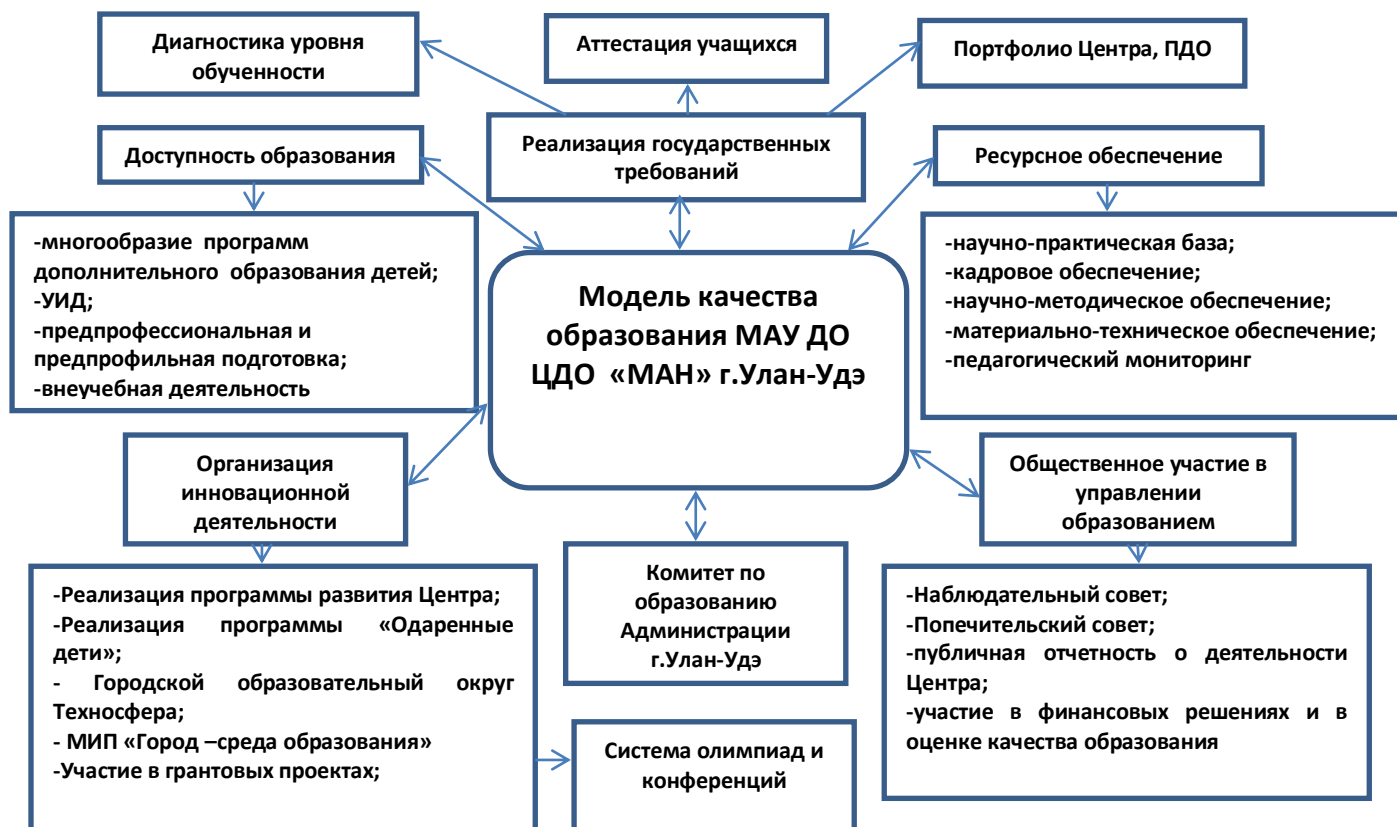 Диагностика уровня
обученности
Аттестация учащихся
Портфолио Центра, ПДО
Доступность образования
Реализация государственных
требований
Ресурсное обеспечение
-многообразие программ
дополнительного образования детей;
-УИД;
-предпрофессиональная и
предпрофильная подготовка;
-внеучебная деятельность
Модель качества
образования МАУ ДО
ЦДО «МАН» г.Улан-Удэ
-научно-практическая база;
-кадровое обеспечение;
-научно-методическое обеспечение;
-материально-техническое обеспечение;
-педагогический мониторинг
Организация
инновационной
деятельности
Общественное участие в
управлении
образованием
Комитет по
образованию
Администрации
г.Улан-Удэ
-Реализация программы развития Центра;
-Реализация программы «Одаренные
дети»;
- Городской образовательный округ
Техносфера;
- МИП «Город –среда образования»
-Участие в грантовых проектах;
Система олимпиад и
конференций
-Наблюдательный совет;
-Попечительский совет;
-публичная отчетность о деятельности
Центра;
-участие в финансовых решениях и в
оценке качества образования